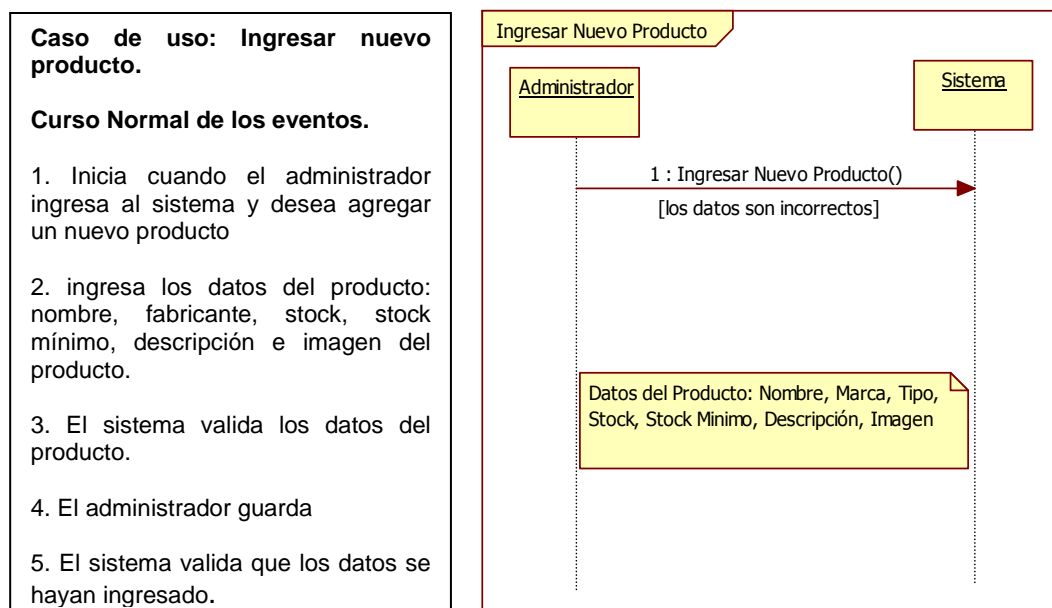 Caso de uso: Ingresar nuevo
producto.
Curso Normal de los eventos.
1. Inicia cuando el administrador
ingresa al sistema y desea agregar
un nuevo producto
2. ingresa los datos del producto:
nombre, fabricante, stock, stock
mínimo, descripción e imagen del
producto.
3. El sistema valida los datos del
producto.
4. El administrador guarda
5. El sistema valida que los datos se
hayan ingresado.
Ingresar Nuevo Producto
Administrador
Sistema
1 : Ingresar Nuevo Producto()
[los datos son incorrectos]
Datos del Producto: Nombre, Marca, Tipo,
Stock, Stock Minimo, Descripción, Imagen